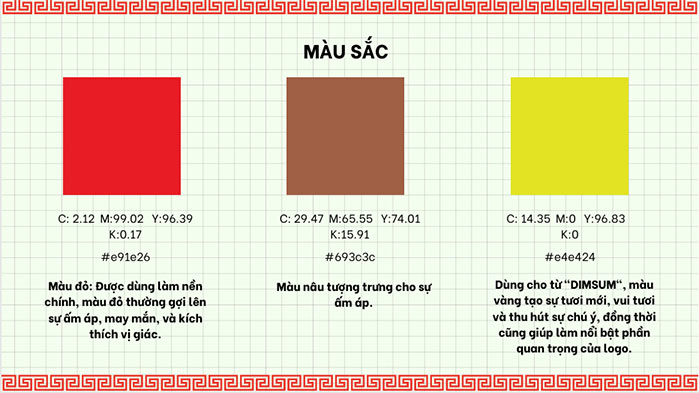 MÀU SẮC
C: 2.12 M:99.02 Y:96.39
K:0.17
#e91e26
Màu đỏ: Được dùng làm nền
chính, màu đỏ thường gợi lên
sự ấm áp, may mắn, và kích
thích vị giác.
C: 29.47 M:65.55 Y:74.01
K:15.91
#693c3c
Màu nâu tượng trưng cho sự
ấm áp.
C: 14.35 M:0 Y:96.83
K:0
#e4e424
Dùng cho từ "DIMSUM", màu
vàng tạo sự tươi mới, vui tươi
và thu hút sự chú ý, đồng thời
cũng giúp làm nổi bật phần
quan trọng của logo.